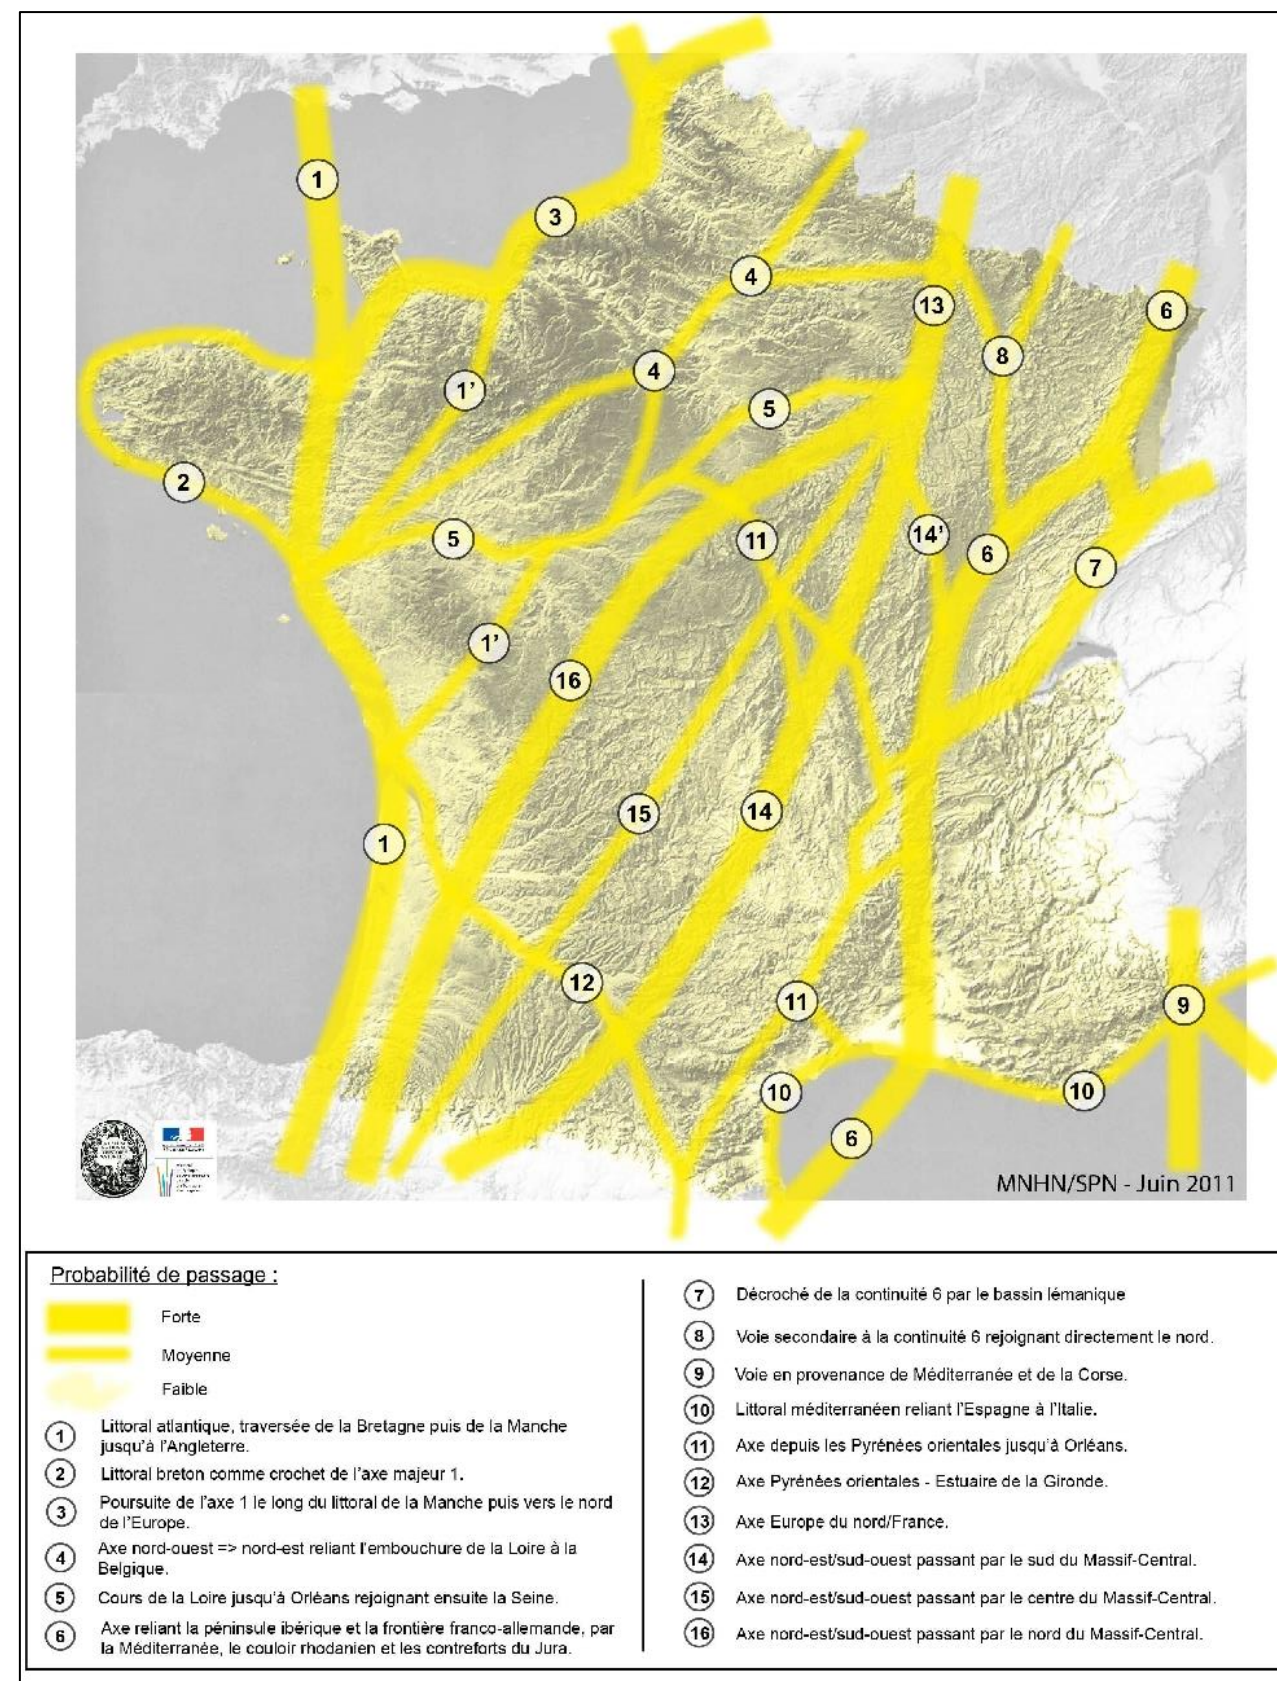 1
3
4
13
6
8
1’
4
5
2
5
11
14’
6
7
1’
16
15
14
1
12
11
9
10
10
6
MNHN/SPN - Juin 2011
Probabilité de passage :
Forte
Moyenne
Faible
1 Littoral atlantique, traversée de la Bretagne puis de la Manche
jusqu'à l'Angleterre.
2 Littoral breton comme crochet de l'axe majeur 1.
3 Poursuite de l'axe 1 le long du littoral de la Manche puis vers le nord
de l'Europe.
4 Axe nord-ouest => nord-est reliant l'embouchure de la Loire à la
Belgique.
5 Cours de la Loire jusqu'à Orléans rejoignant ensuite la Seine.
6 Axe reliant la péninsule ibérique et la frontière franco-allemande, par
la Méditerranée, le couloir rhodanien et les contreforts du Jura.
7 Décroché de la continuité 6 par le bassin lémanique
8 Voie secondaire à la continuité 6 rejoignant directement le nord.
9 Voie en provenance de Méditerranée et de la Corse.
10 Littoral méditerranéen reliant l'Espagne à l'Italie.
11 Axe depuis les Pyrénées orientales jusqu'à Orléans.
12 Axe Pyrénées orientales - Estuaire de la Gironde.
13 Axe Europe du nord/France.
14 Axe nord-est/sud-ouest passant par le sud du Massif-Central.
15 Axe nord-est/sud-ouest passant par le centre du Massif-Central.
16 Axe nord-est/sud-ouest passant par le nord du Massif-Central.